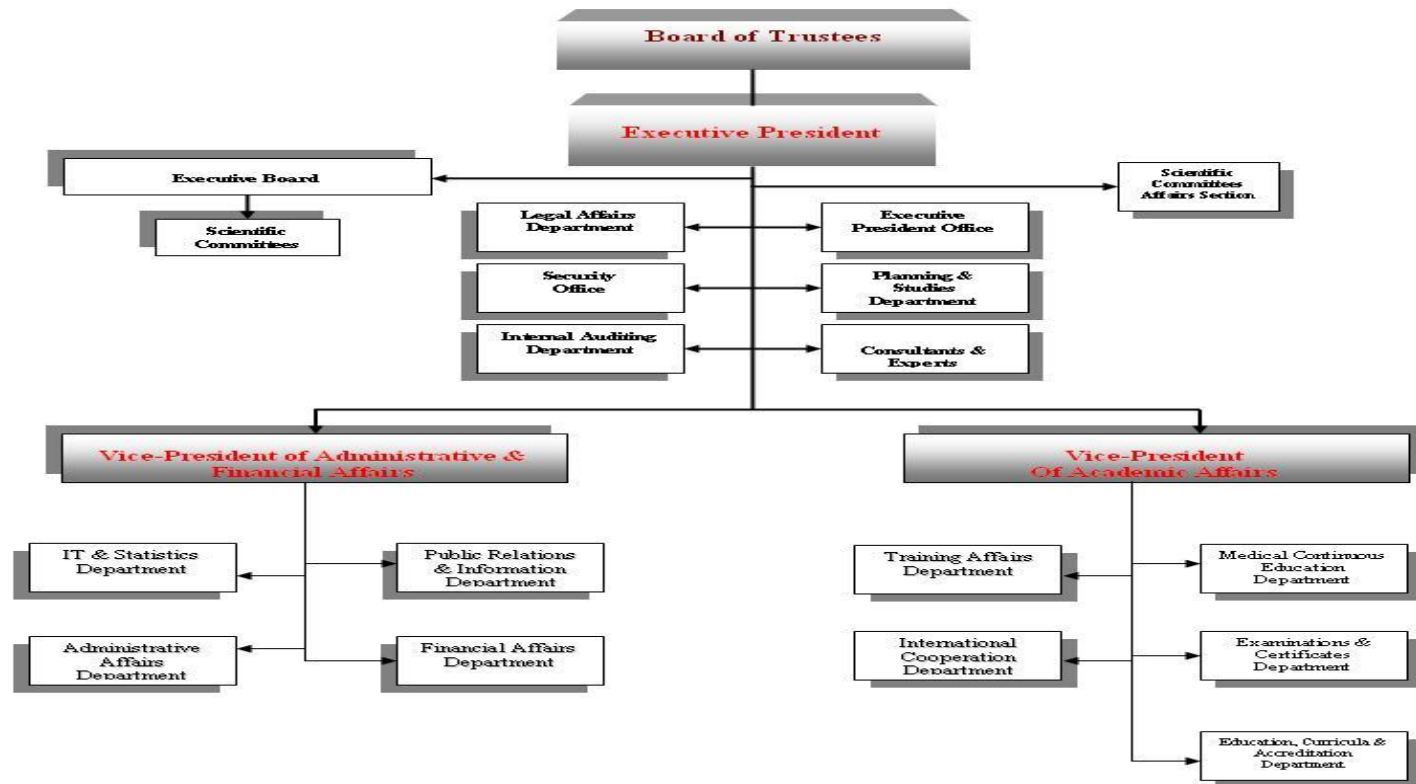 Board of Trustees
Executive President
Executive Board
Scientific
Committees
Affairs Section
Scientific
Committees
Legal Affairs
Department
Executive
President Office
Security
Office
Planning &
Studies
Department
Internal Auditing
Department
Consultants &
Experts
Vice-President of Administrative &
Financial Affairs
Vice-President
Of Academic Affairs
IT & Statistics
Department
Public Relations
& Information
Department
Training Affairs
Department
Medical Continuous
Education
Department
Administrative
Affairs
Department
Financial Affairs
Department
International
Cooperation
Department
Examinations &
Certificates
Department
Education, Curricula &
Accreditation
Department